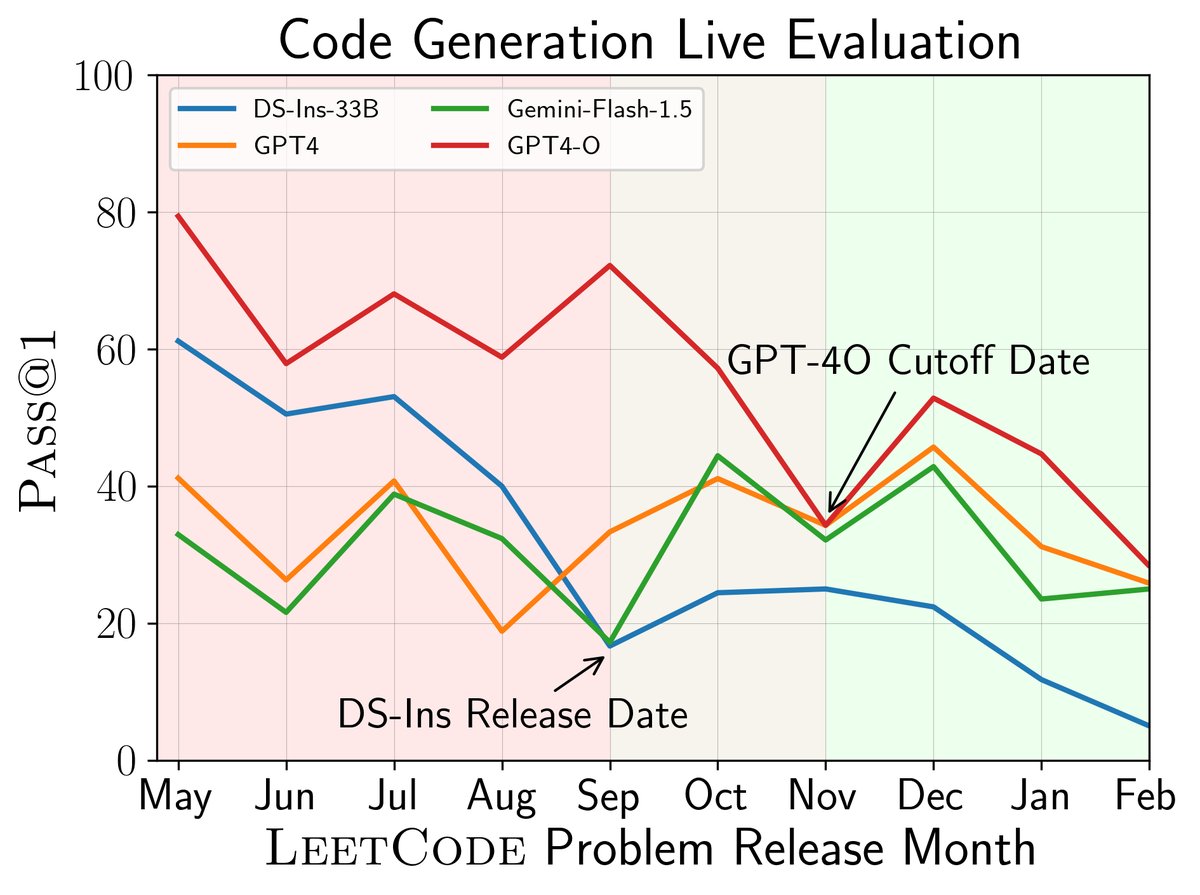 Code Generation Live Evaluation
100
80
60
40
20
0
PASS@1
DS-Ins-33B
GPT4
Gemini-Flash-1.5
GPT4-O
GPT-4O Cutoff Date
DS-Ins Release Date
May Jun Jul Aug Sep Oct Nov Dec Jan Feb
LEETCODE Problem Release Month